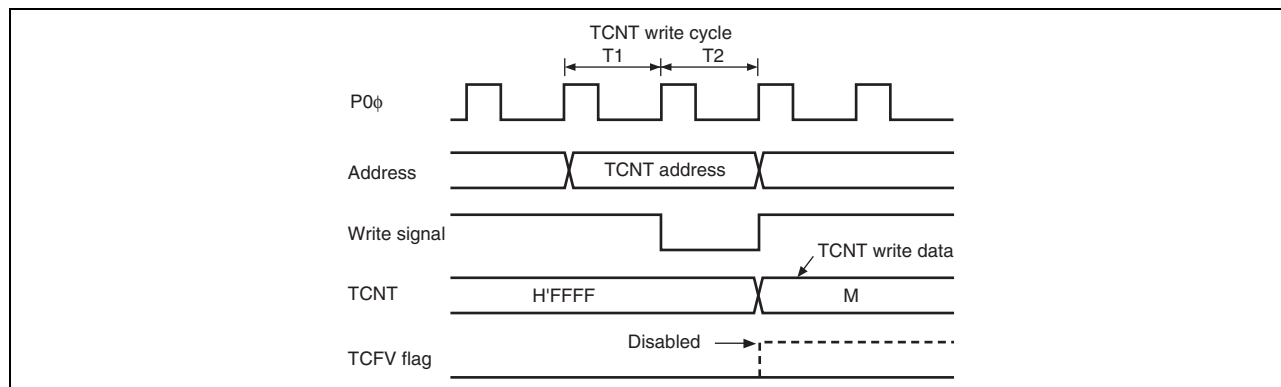 TCNT write cycle
T1 T2
P0ϕ
Address TCNT address
Write signal
TCNT write data
TCNT H'FFFF M
Disabled
TCFV flag